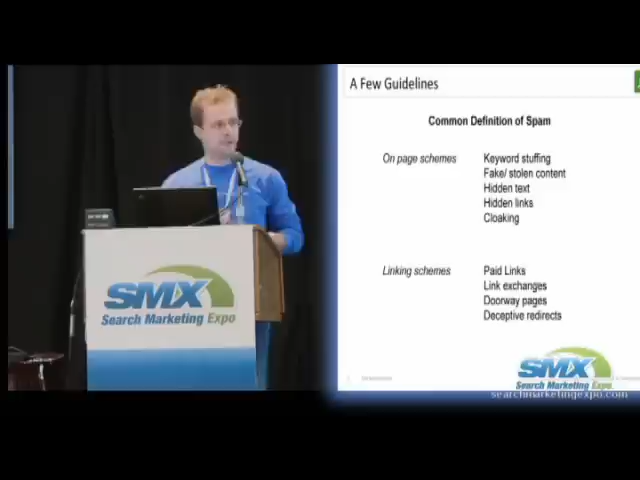 A Few Guidelines
Common Definition of Spam
On page schemes
Keyword stuffing
Fake/ stolen content
Hidden text
Hidden links
Cloaking
Linking schemes
Paid Links
Link exchanges
Doorway pages
Deceptive redirects
SMX
Search Marketing Expo
SMX
Search Marketing Expo
searchmarketingexpo.com